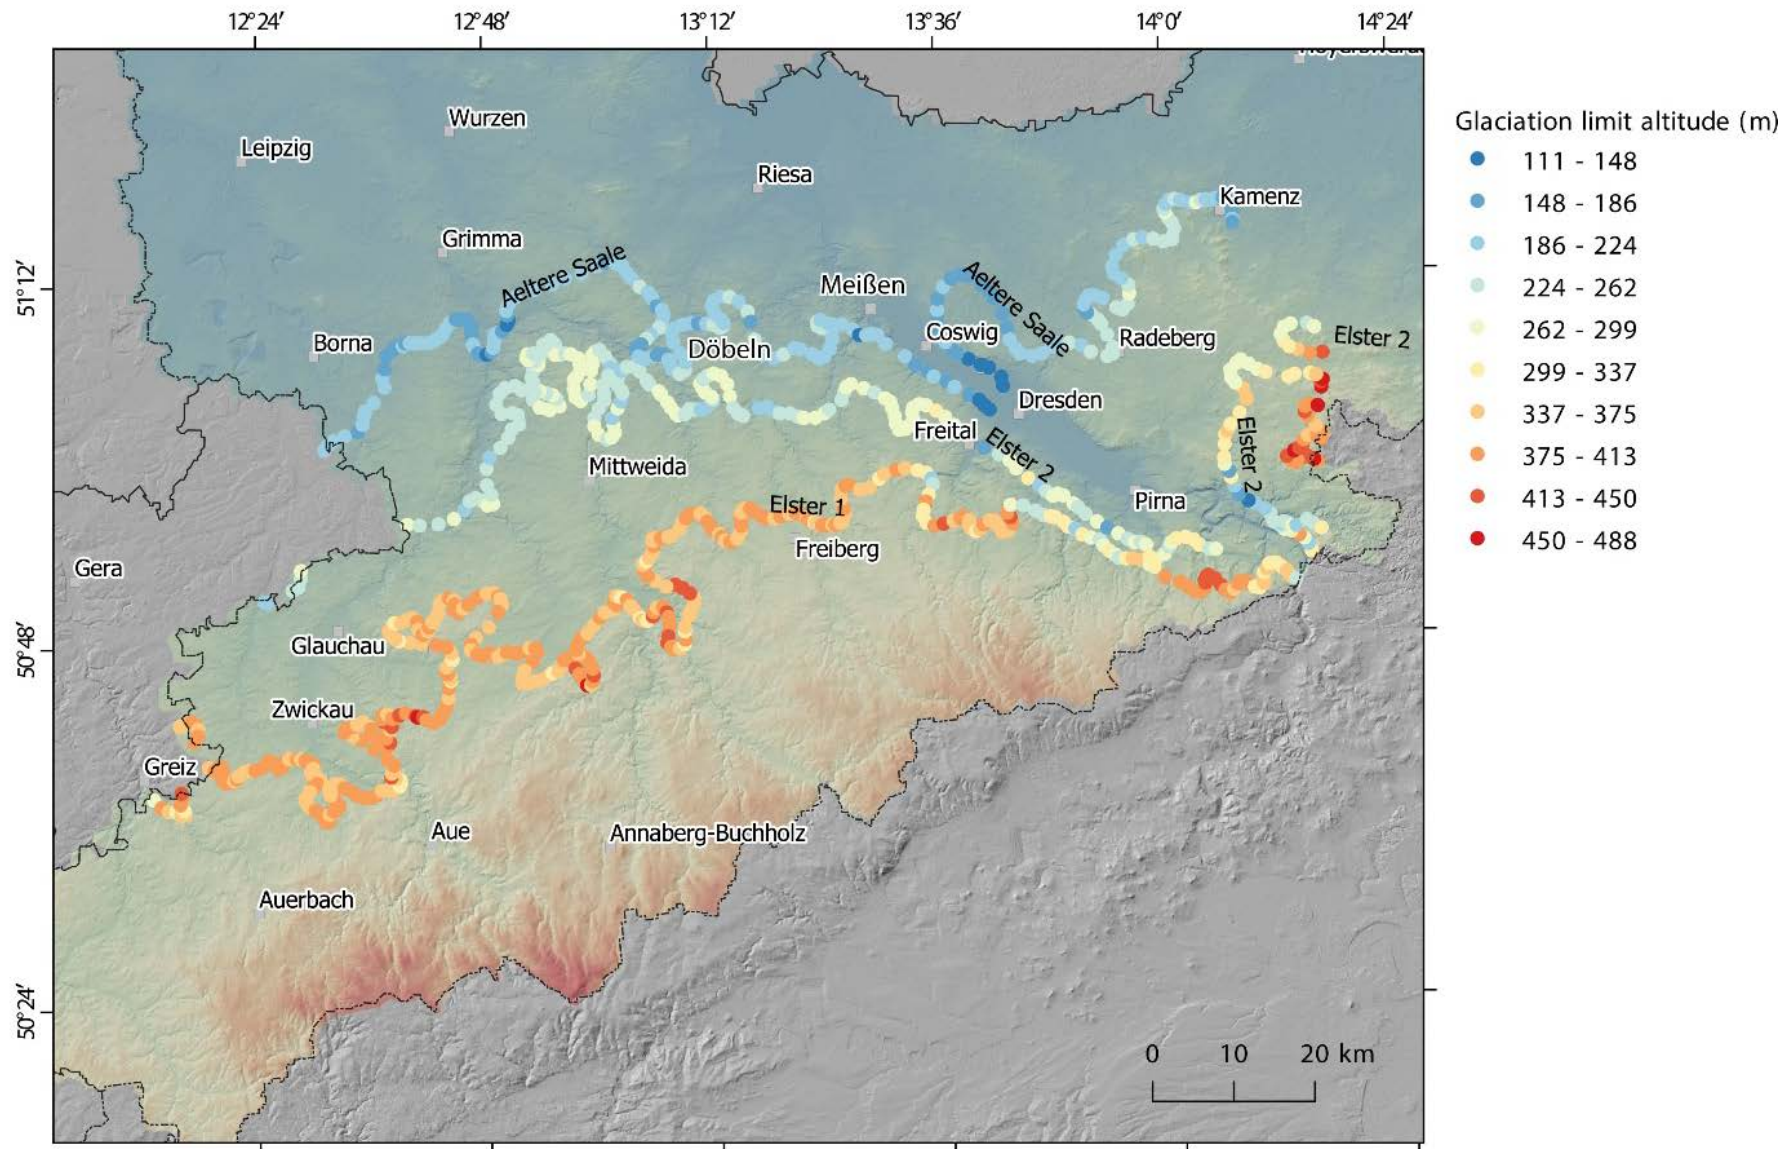 12°24′ 12°48′ 13°12′ 13°36′ 14°0′ 14°24′
Glaciation limit altitude (m)
111 - 148
148 - 186
186 - 224
224 - 262
262 - 299
299 - 337
337 - 375
375 - 413
413 - 450
450 - 488
Wurzen
Leipzig
Riesa
Kamenz
Grimma
Aeltere Saale
51°12′
Meißen
Aeltere Saale
Borna
Döbeln
Coswig
Radeberg
Elster 2
Dresden
Freital
Elster 2
Elster 2
Mittweida
Pirna
Elster 1
Freiberg
Gera
50°48′
Glauchau
Zwickau
Greiz
Aue
Annaberg-Buchholz
Auerbach
50°24′
0 10 20 km